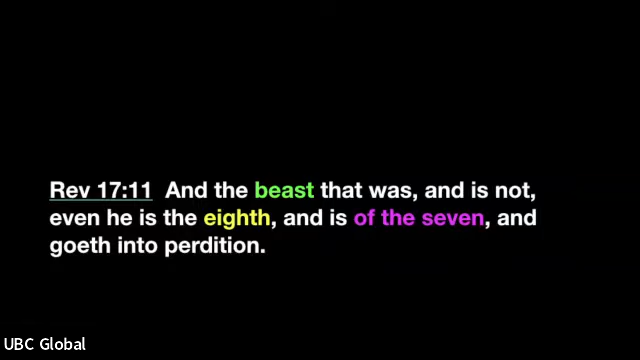 Rev 17:11 And the beast that was, and is not,
even he is the eighth, and is of the seven, and
goeth into perdition.
UBC Global